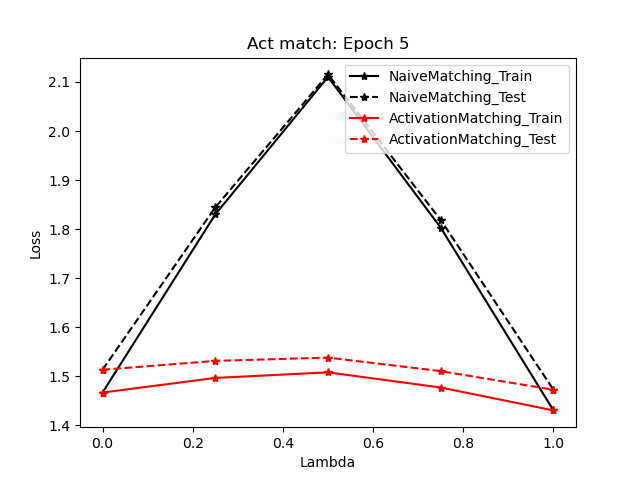 Act match: Epoch 5
NaiveMatching_Train
NaiveMatching_Test
ActivationMatching_Train
ActivationMatching_Test
Loss
2.1
2.0
1.9
1.8
1.7
1.6
1.5
1.4
0.0 0.2 0.4 0.6 0.8 1.0
Lambda